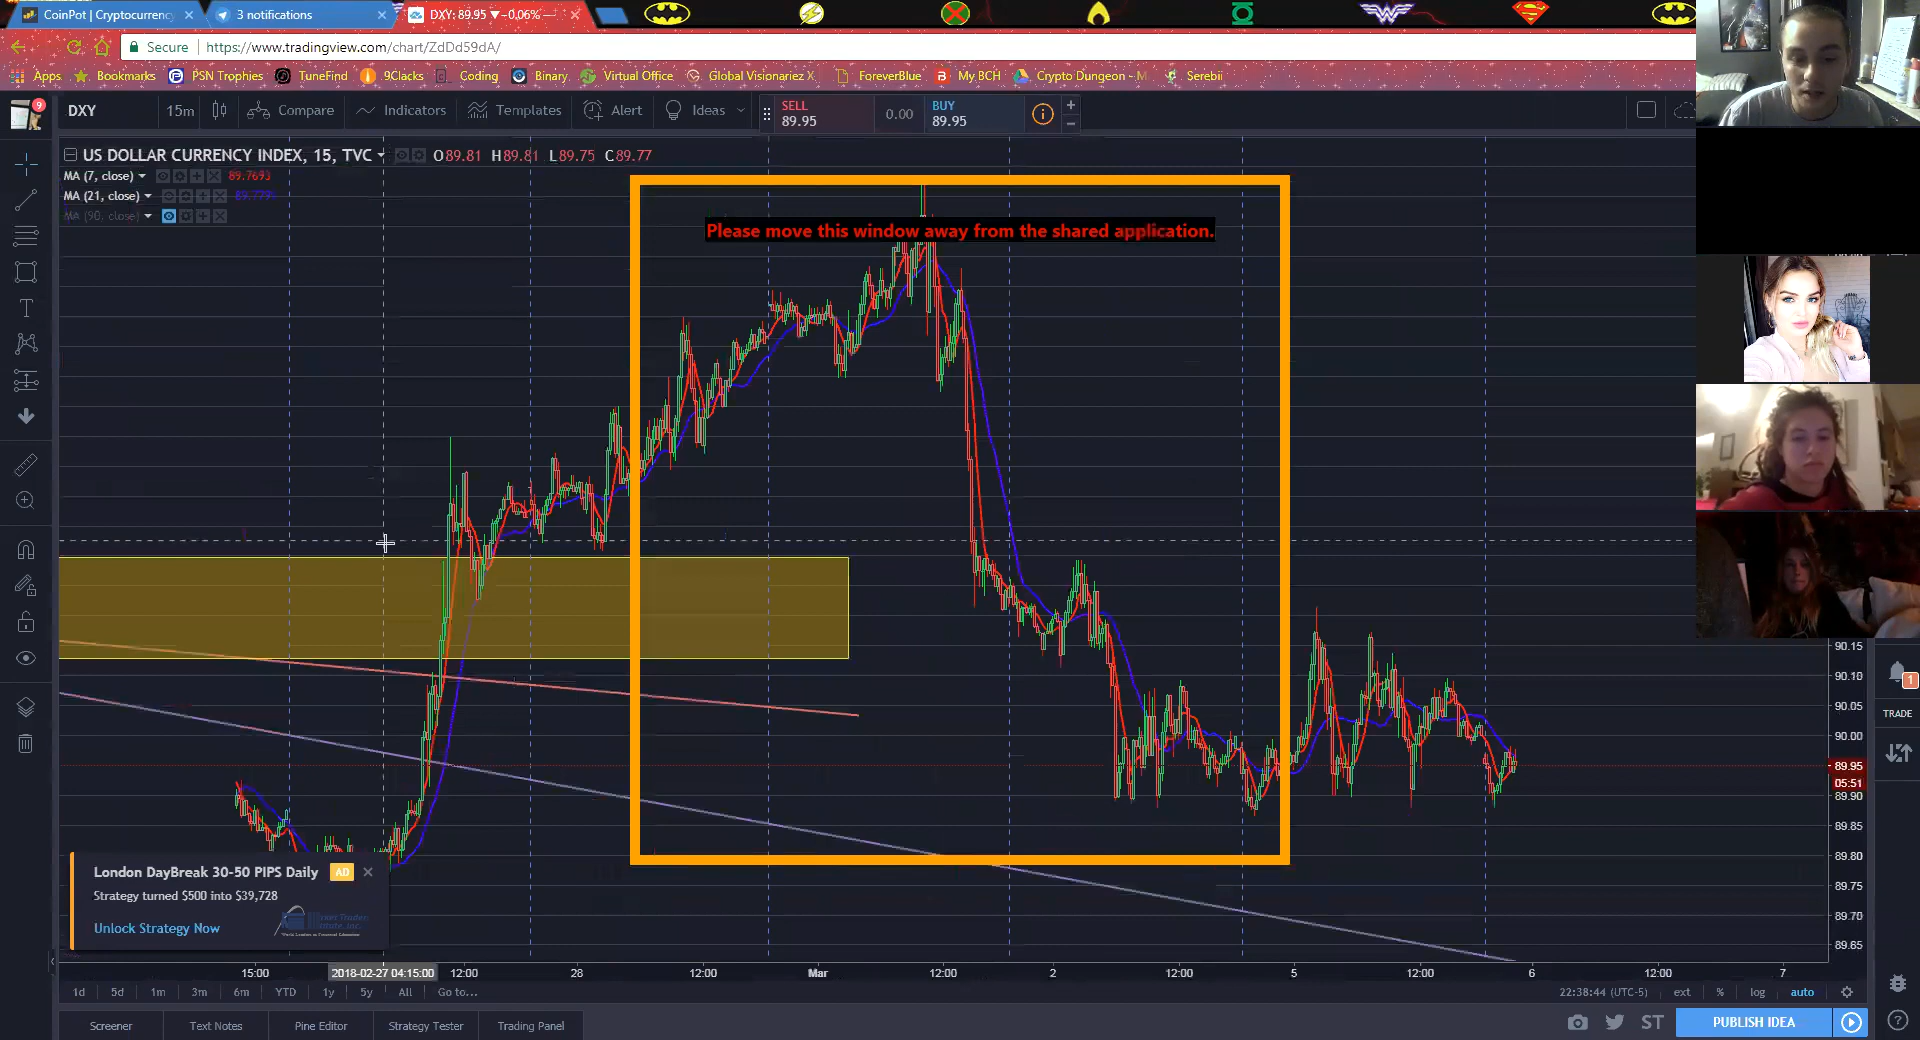 CoinPot | Cryptocurrency
3 notifications
DXY: 89.95 ▼−0.06% —
Secure
https://www.tradingview.com/chart/ZdDd59dA/
Apps
Bookmarks
PSN Trophies
TuneFind
.9Clacks
Coding
Binary
Virtual Office
Global Visionariez X
ForeverBlue
My BCH
Crypto Dungeon - M
Serebii
9
DXY
15m
Compare
Indicators
Templates
Alert
Ideas
SELL
89.95
0.00
BUY
89.95
US DOLLAR CURRENCY INDEX, 15, TVC
O89.81 H89.81 L89.75 C89.77
MA (7, close)
89.7693
MA (21, close)
MA (90, close)
Please move this window away from the shared application.
90.15
90.10
90.05
90.00
89.95
05:51
89.90
89.85
89.80
89.75
89.70
89.65
1
TRADE
London DayBreak 30-50 PIPS Daily
AD
Strategy turned $500 into $39,728
Unlock Strategy Now
15:00
2018-02-27 04:15:00
12:00
28
12:00
Mar
12:00
2
12:00
5
12:00
6
12:00
7
1d
5d
1m
3m
6m
YTD
1y
5y
All
Go to...
22:38:44 (UTC-5)
ext
%
log
auto
Screener
Text Notes
Pine Editor
Strategy Tester
Trading Panel
ST
PUBLISH IDEA